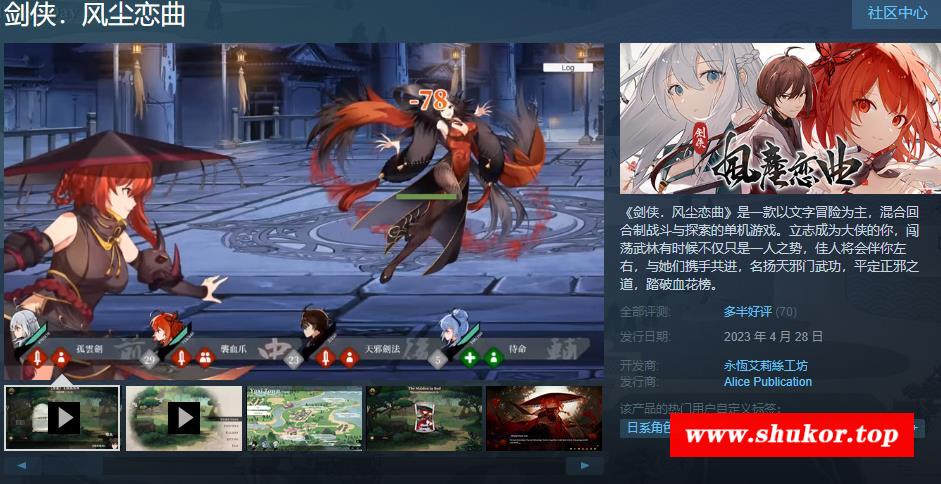 剑侠．风尘恋曲
社区中心
Log
-78
剑侠
風塵恋曲
《剑侠．风尘恋曲》是一款以文字冒险为主，混合回
合制战斗与探索的单机游戏。立志成为大侠的你，闯
荡武林有时候不仅只是一人之势，佳人将会伴你左
右，与她们携手共进，名扬天邪门武功，平定正邪之
道，踏破血花榜。
全部评测: 多半好评 (70)
发行日期: 2023 年 4 月 28 日
开发商: 永恆艾莉絲工坊
发行商: Alice Publication
该产品的热门用户自定义标签:
日系角色
+
孤雲劍
29 襲血爪
23 天邪劍法
5 待命
The Maiden in Red
www.shukor.top